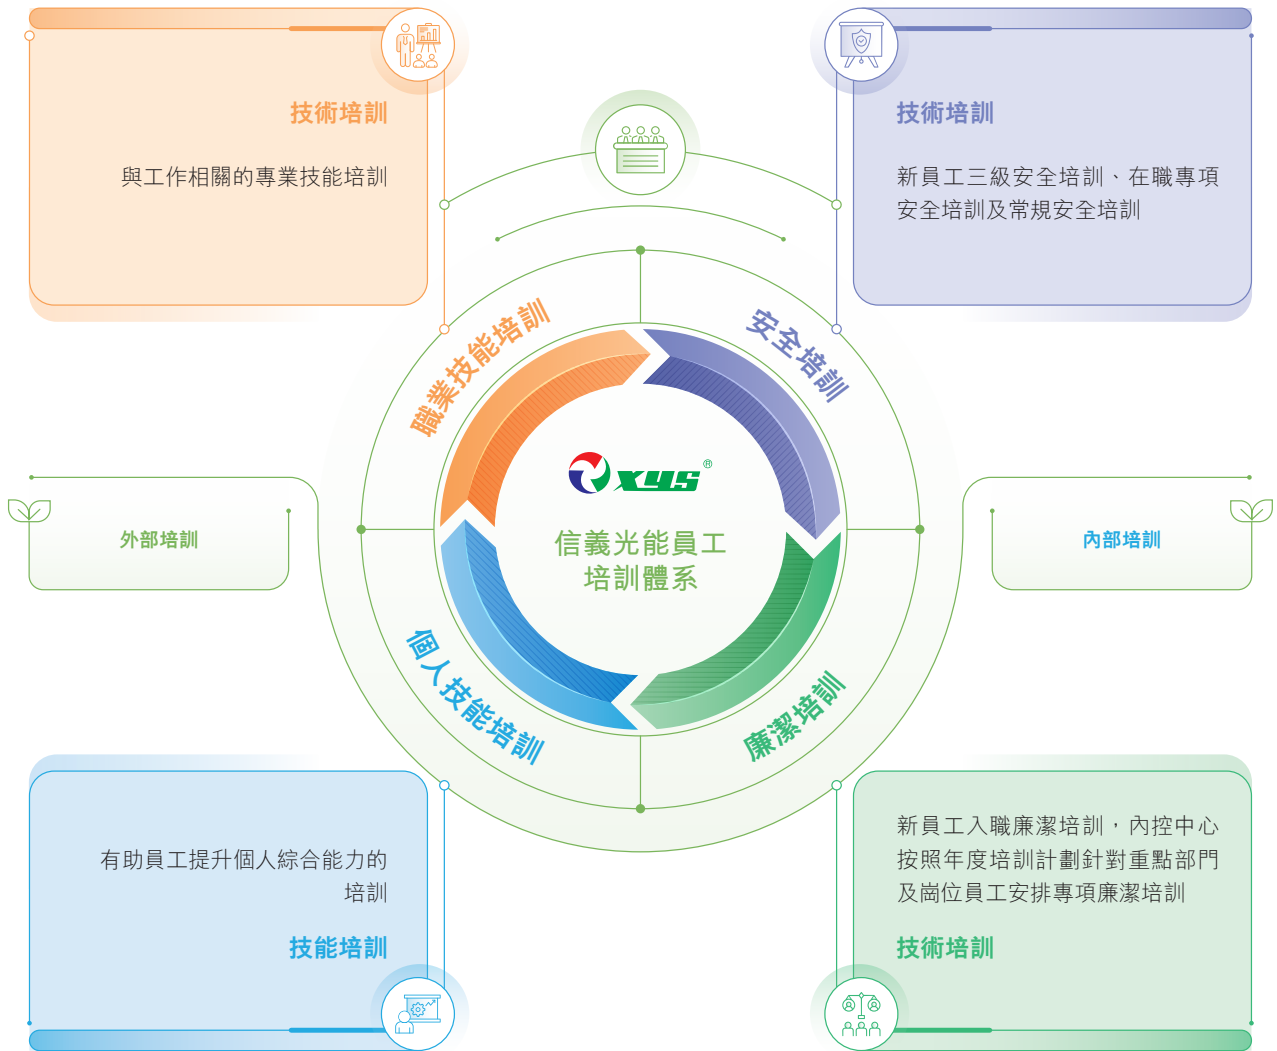 技術培訓
與工作相關的專業技能培訓
技術培訓
新員工三級安全培訓、在職專項
安全培訓及常規安全培訓
職業技能培訓
安全培訓
xys®
信義光能員工
培訓體系
外部培訓
內部培訓
個人技能培訓
廉潔培訓
有助員工提升個人綜合能力的
培訓
技能培訓
新員工入職廉潔培訓，內控中心
按照年度培訓計劃針對重點部門
及崗位員工安排專項廉潔培訓
技術培訓